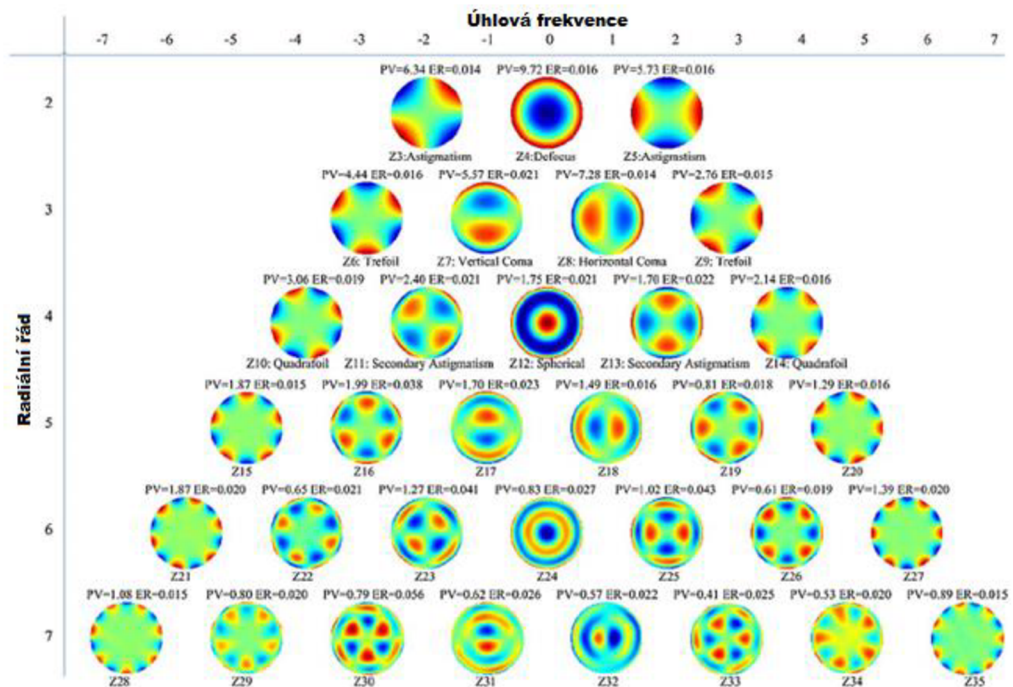 Úhlová frekvence
-7 -6 -5 -4 -3 -2 -1 0 1 2 3 4 5 6 7
Radiální řád
2
PV=6.34 ER=0.014 PV=9.72 ER=0.016 PV=5.73 ER=0.016
Z3:Astigmatism Z4:Defocus Z5:Astigmatism
3
PV=4.44 ER=0.016 PV=5.57 ER=0.021 PV=7.28 ER=0.014 PV=2.76 ER=0.015
Z6: Trefoil Z7: Vertical Coma Z8: Horizontal Coma Z9: Trefoil
4
PV=3.06 ER=0.019 PV=2.40 ER=0.021 PV=1.75 ER=0.021 PV=1.70 ER=0.022 PV=2.14 ER=0.016
Z10: Quadrafoil Z11: Secondary Astigmatism Z12: Spherical Z13: Secondary Astigmatism Z14: Quadrafoil
5
PV=1.87 ER=0.015 PV=1.99 ER=0.038 PV=1.70 ER=0.023 PV=1.49 ER=0.016 PV=0.81 ER=0.018 PV=1.29 ER=0.016
Z15 Z16 Z17 Z18 Z19 Z20
6
PV=1.87 ER=0.020 PV=0.65 ER=0.021 PV=1.27 ER=0.041 PV=0.83 ER=0.027 PV=1.02 ER=0.043 PV=0.61 ER=0.019 PV=1.39 ER=0.020
Z21 Z22 Z23 Z24 Z25 Z26 Z27
7
PV=1.08 ER=0.015 PV=0.80 ER=0.020 PV=0.79 ER=0.056 PV=0.62 ER=0.026 PV=0.57 ER=0.022 PV=0.41 ER=0.025 PV=0.53 ER=0.020 PV=0.89 ER=0.015
Z28 Z29 Z30 Z31 Z32 Z33 Z34 Z35